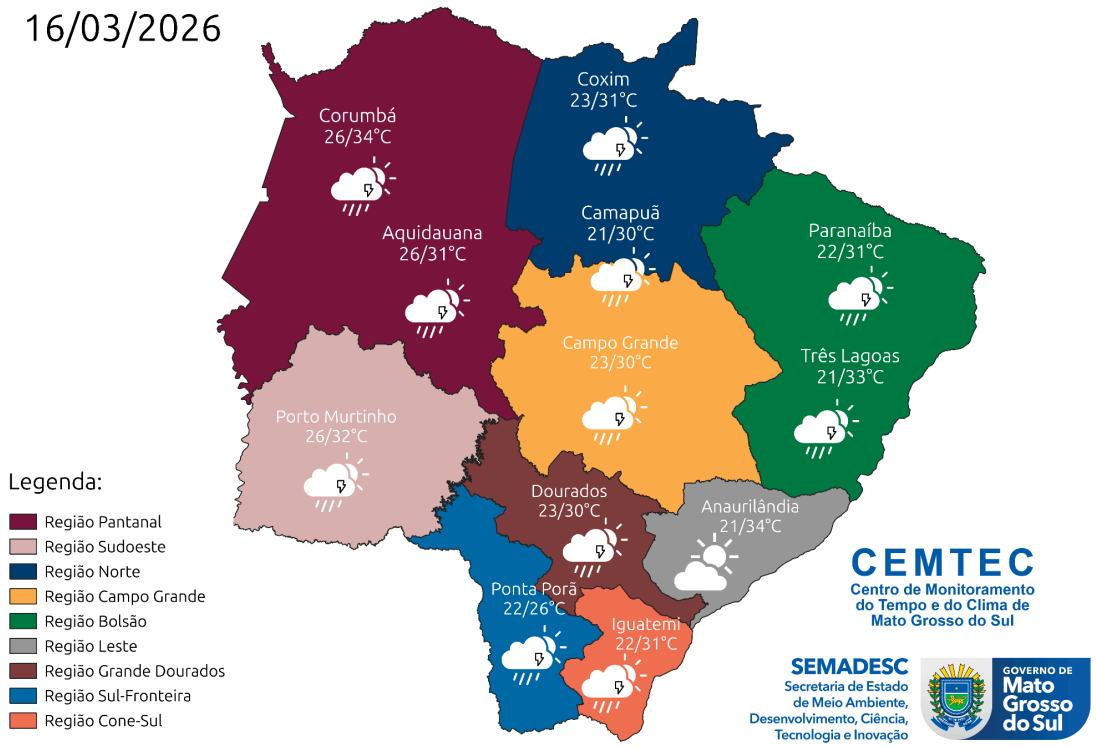 16/03/2026
Coxim
23/31°C
Corumbá
26/34°C
Camapuã
21/30°C
Aquidauana
26/31°C
Paranaíba
22/31°C
Campo Grande
23/30°C
Três Lagoas
21/33°C
Porto Murtinho
26/32°C
Dourados
23/30°C
Anaurilândia
21/34°C
Ponta Porã
22/26°C
Iguatemi
22/31°C
Legenda:
Região Pantanal
Região Sudoeste
Região Norte
Região Campo Grande
Região Bolsão
Região Leste
Região Grande Dourados
Região Sul-Fronteira
Região Cone-Sul
CEMTEC
Centro de Monitoramento
do Tempo e do Clima de
Mato Grosso do Sul
SEMADESC
Secretaria de Estado
de Meio Ambiente,
Desenvolvimento, Ciência,
Tecnologia e Inovação
GOVERNO DE
Mato
Grosso
do Sul